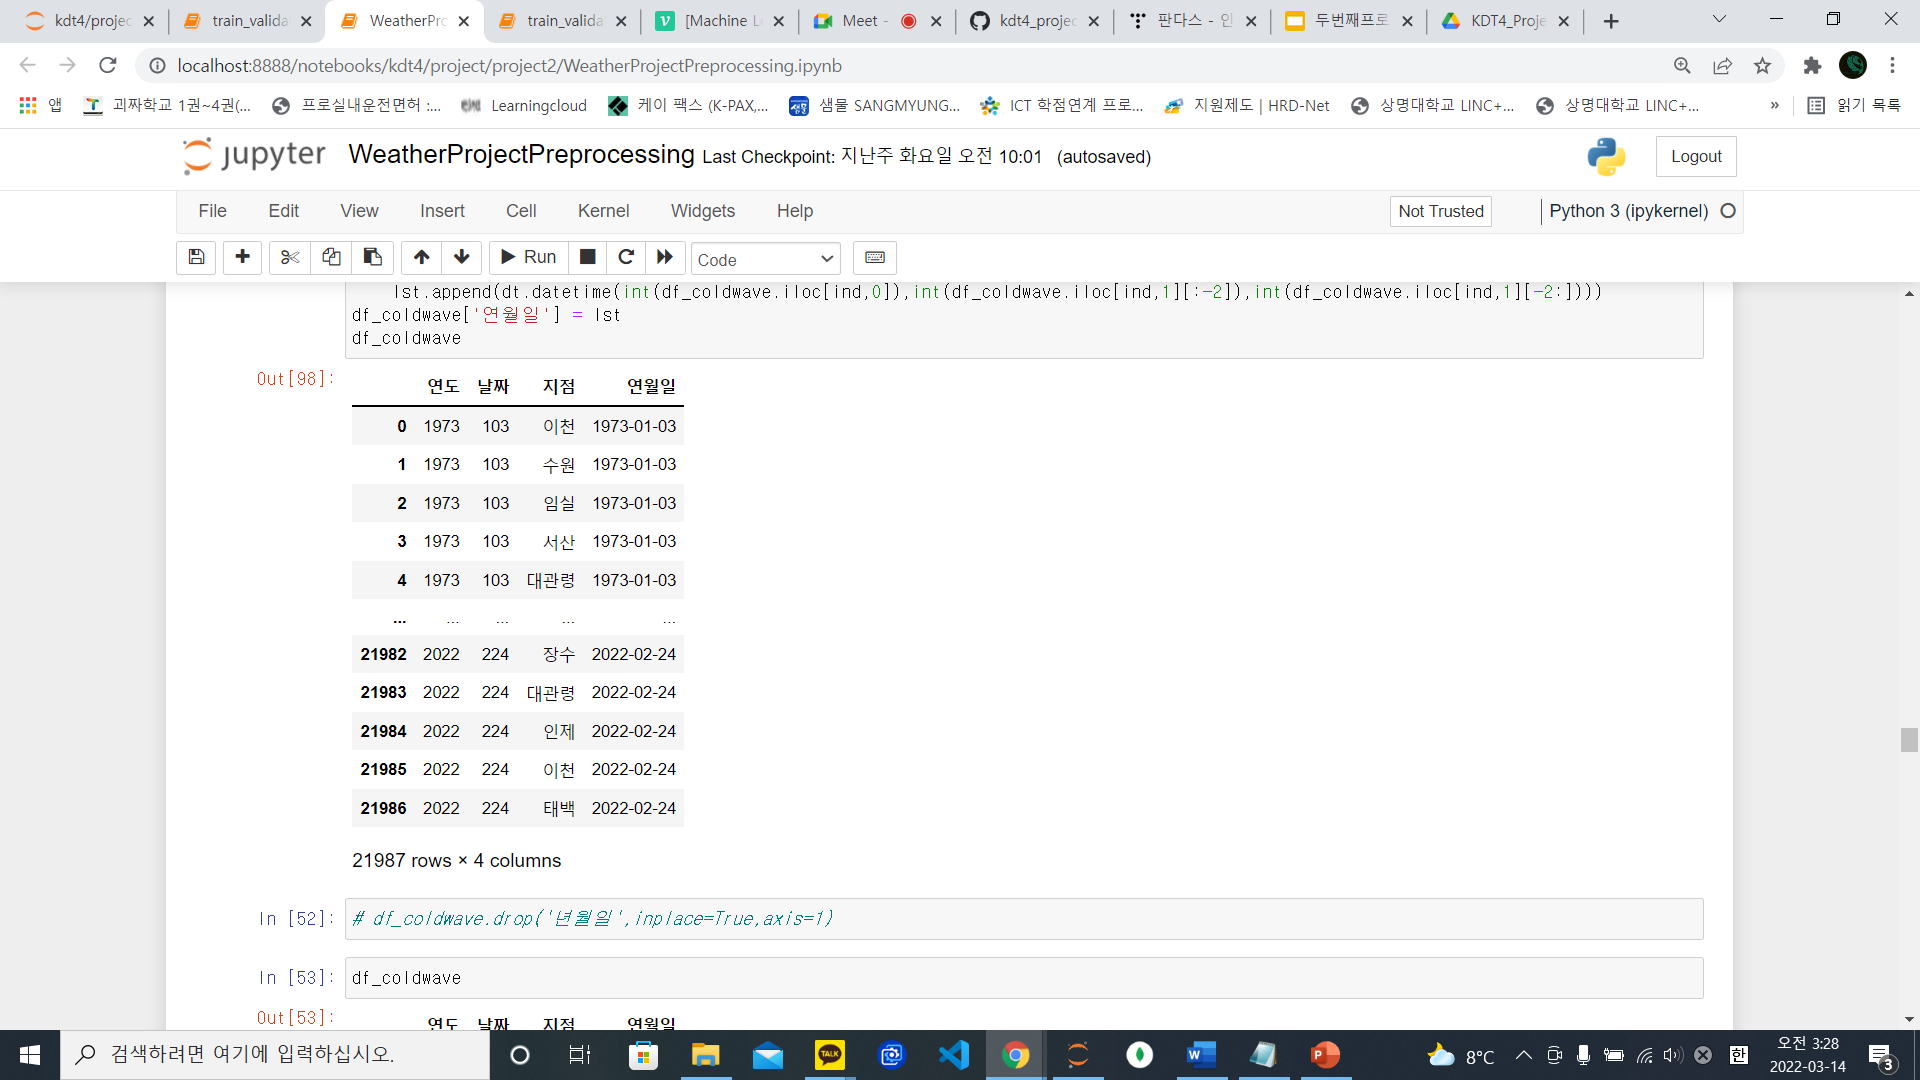 kdt4/projec
train_valida
WeatherPro
train_valida
[Machine Le
Meet -
kdt4_projec
판다스 - 인
두번째프로
KDT4_Proje
localhost:8888/notebooks/kdt4/project/project2/WeatherProjectPreprocessing.ipynb
앱
괴짜학교 1권~4권(...
프로실내운전면허 :...
Learningcloud
케이 팩스 (K-PAX,...
샘물 SANGMYUNG...
ICT 학점연계 프로...
지원제도 | HRD-Net
상명대학교 LINC+...
상명대학교 LINC+...
»
읽기 목록
jupyter
WeatherProjectPreprocessing Last Checkpoint: 지난주 화요일 오전 10:01 (autosaved)
Logout
File Edit View Insert Cell Kernel Widgets Help
Not Trusted
Python 3 (ipykernel)
Run
Code
lst.append(dt.datetime(int(df_coldwave.iloc[ind,0]),int(df_coldwave.iloc[ind,1][:-2]),int(df_coldwave.iloc[ind,1][-2:])))
df_coldwave['연월일'] = lst
df_coldwave
Out[98]:
연도 날짜 지점 연월일
0 1973 103 이천 1973-01-03
1 1973 103 수원 1973-01-03
2 1973 103 임실 1973-01-03
3 1973 103 서산 1973-01-03
4 1973 103 대관령 1973-01-03
... ... ... ... ...
21982 2022 224 장수 2022-02-24
21983 2022 224 대관령 2022-02-24
21984 2022 224 인제 2022-02-24
21985 2022 224 이천 2022-02-24
21986 2022 224 태백 2022-02-24
21987 rows × 4 columns
In [52]:
# df_coldwave.drop('년월일',inplace=True,axis=1)
In [53]:
df_coldwave
Out[53]:
연도 날짜 지점 연월일
검색하려면 여기에 입력하십시오.
TALK
8°C
한
오전 3:28
2022-03-14
3